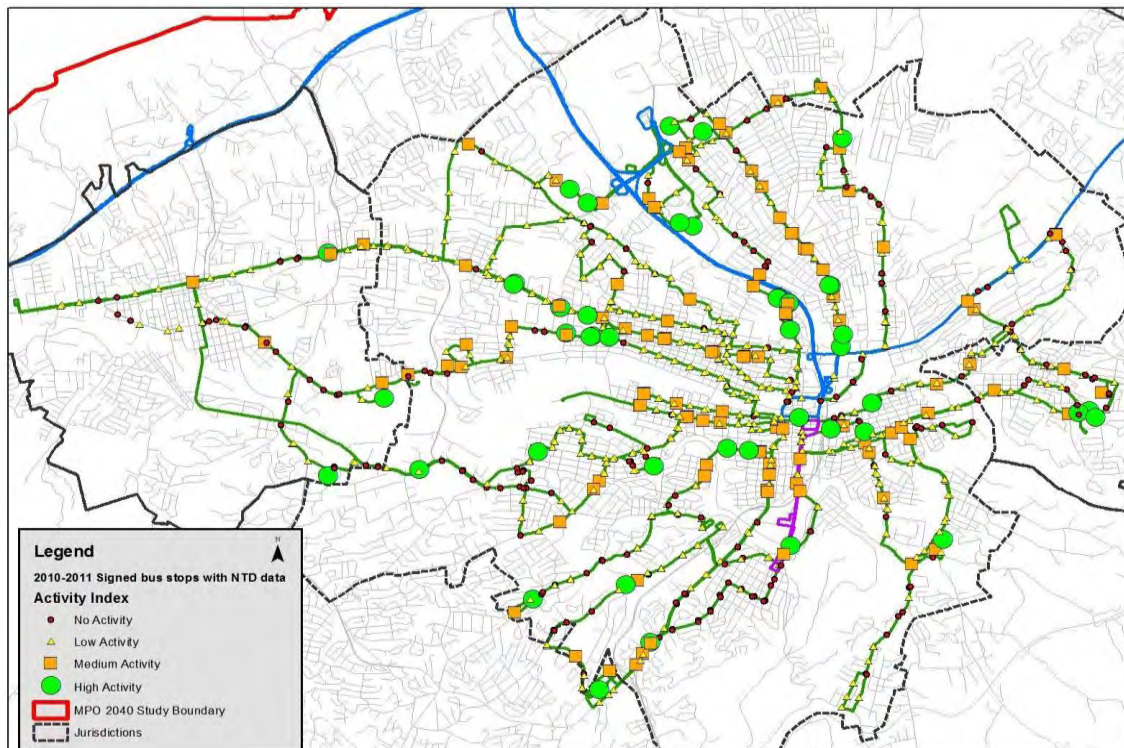 Legend
N
2010-2011 Signed bus stops with NTD data
Activity Index
No Activity
Low Activity
Medium Activity
High Activity
MPO 2040 Study Boundary
Jurisdictions